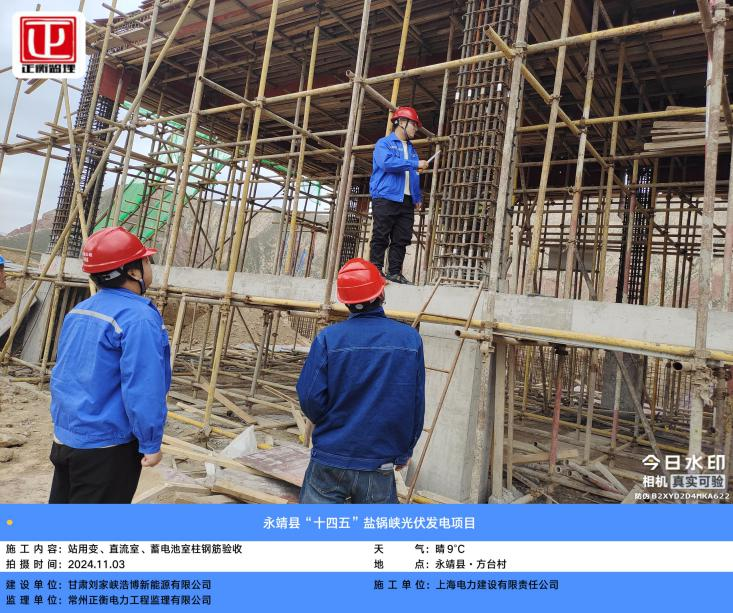 正衡管理
今日水印
相机 真实可验
防伪 B2XYD2D4MKA622
永靖县“十四五”盐锅峡光伏发电项目
施工内容：站用变、直流室、蓄电池室柱钢筋验收
天气：晴 9℃
拍摄时间：2024.11.03
地点：永靖县·方台村
建设单位：甘肃刘家峡浩博新能源有限公司
施工单位：上海电力建设有限责任公司
监理单位：常州正衡电力工程监理有限公司